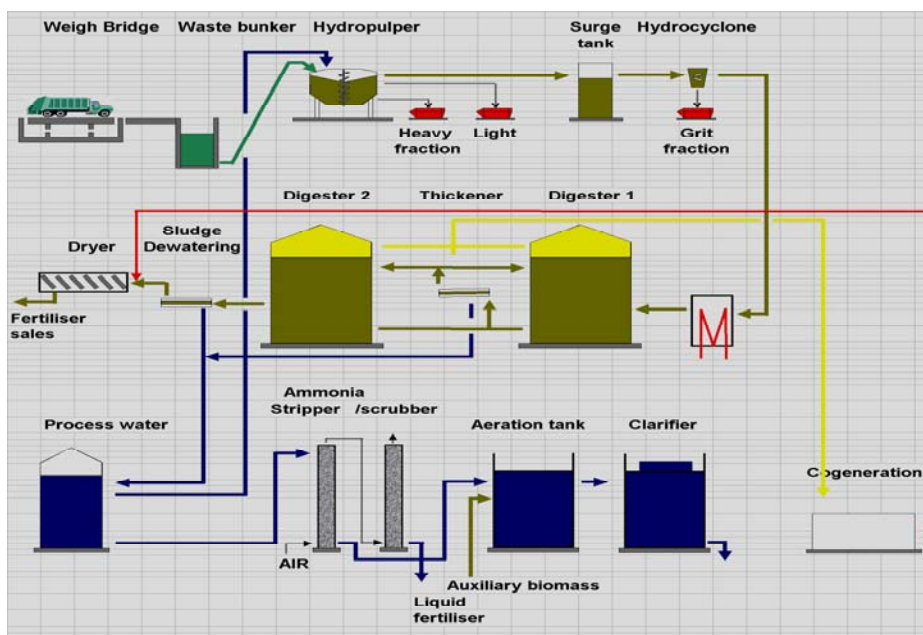 Weigh Bridge
Waste bunker
Hydropulper
Surge
tank
Hydrocyclone
Heavy
fraction
Light
Grit
fraction
Digester 2
Thickener
Digester 1
Sludge
Dewatering
Dryer
Fertiliser
sales
Process water
Ammonia
Stripper /scrubber
Aeration tank
Clarifier
Cogeneration
AIR
Auxiliary biomass
Liquid
fertiliser